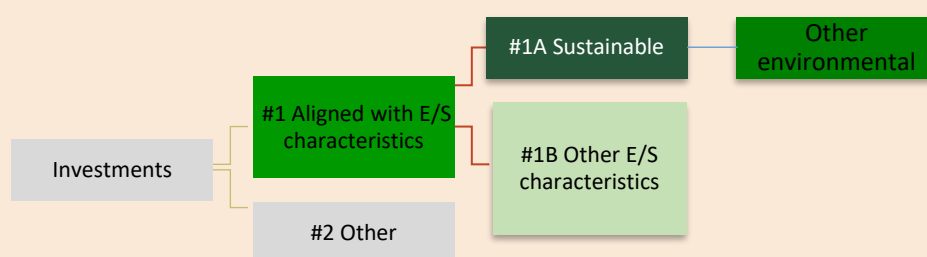 #1A Sustainable
Other
environmental
#1 Aligned with E/S
characteristics
#1B Other E/S
characteristics
Investments
#2 Other